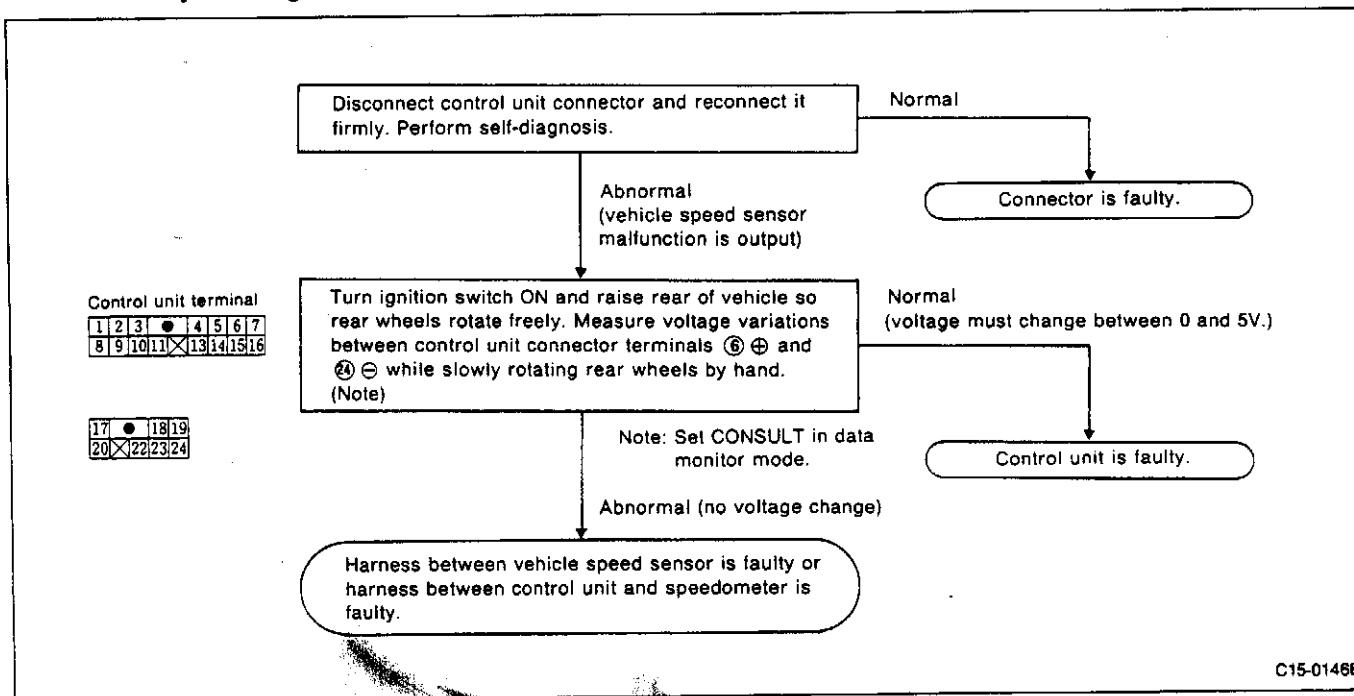 Disconnect control unit connector and reconnect it
firmly. Perform self-diagnosis.
Normal
Connector is faulty.
Abnormal
(vehicle speed sensor
malfunction is output)
Control unit terminal
1 2 3 ● 4 5 6 7
8 9 10 11 ☒ 13 14 15 16
17 ● 18 19
20 ☒ 22 23 24
Turn ignition switch ON and raise rear of vehicle so
rear wheels rotate freely. Measure voltage variations
between control unit connector terminals ⑥ ⊕ and
㉔ ⊖ while slowly rotating rear wheels by hand.
(Note)
Normal
(voltage must change between 0 and 5V.)
Control unit is faulty.
Note: Set CONSULT in data
monitor mode.
Abnormal (no voltage change)
Harness between vehicle speed sensor is faulty or
harness between control unit and speedometer is
faulty.